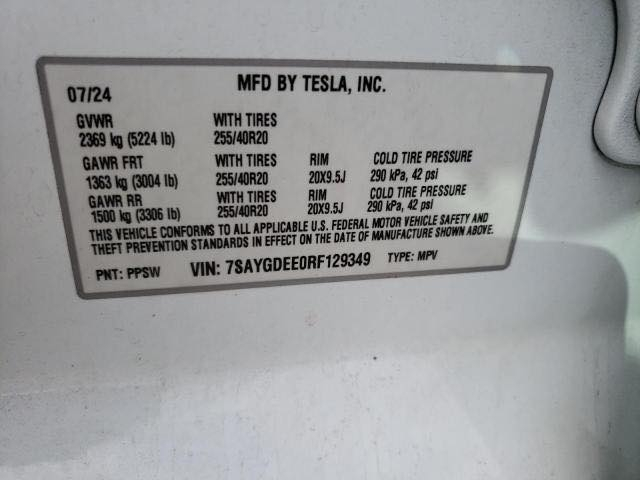 07/24 MFD BY TESLA, INC.
GVWR WITH TIRES
2369 kg (5224 lb) 255/40R20
GAWR FRT WITH TIRES RIM COLD TIRE PRESSURE
1363 kg (3004 lb) 255/40R20 20X9.5J 290 kPa, 42 psi
GAWR RR WITH TIRES RIM COLD TIRE PRESSURE
1500 kg (3306 lb) 255/40R20 20X9.5J 290 kPa, 42 psi
THIS VEHICLE CONFORMS TO ALL APPLICABLE U.S. FEDERAL MOTOR VEHICLE SAFETY AND
THEFT PREVENTION STANDARDS IN EFFECT ON THE DATE OF MANUFACTURE SHOWN ABOVE.
PNT: PPSW VIN: 7SAYGDEE0RF129349 TYPE: MPV